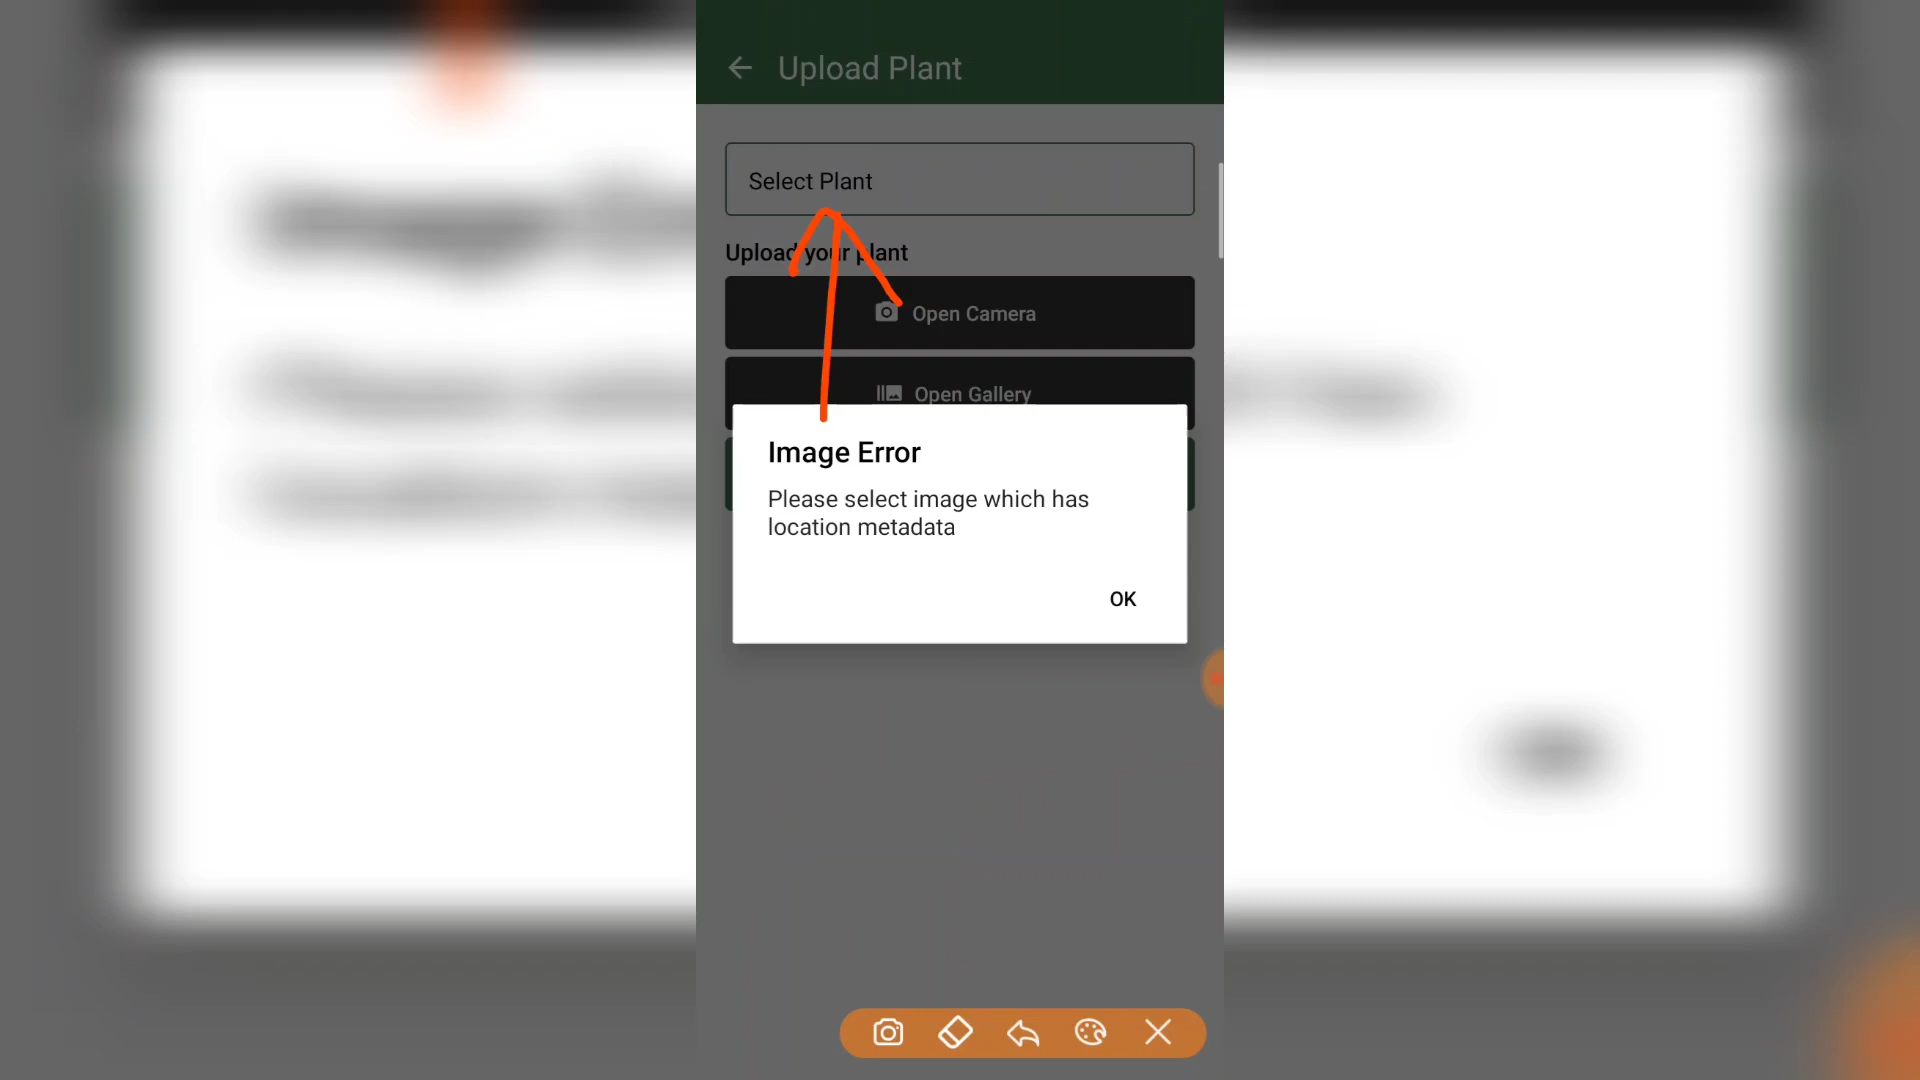 Upload Plant
Select Plant
Upload your plant
Open Camera
Open Gallery
Image Error
Please select image which has
location metadata
OK